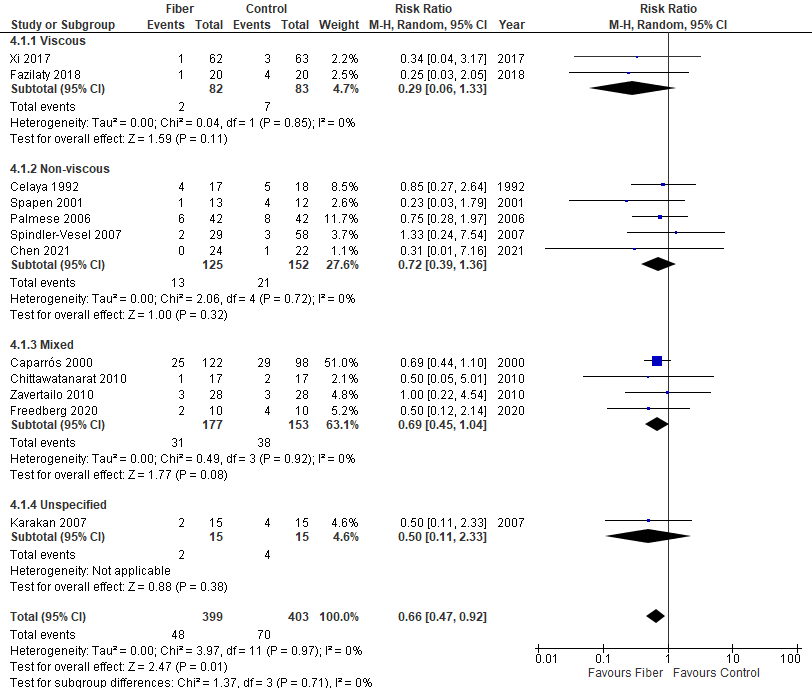 Fiber Control Risk Ratio Risk Ratio
Study or Subgroup Events Total Events Total Weight M-H, Random, 95% CI Year M-H, Random, 95% CI
4.1.1 Viscous
Xi 2017 1 62 3 63 2.2% 0.34 [0.04, 3.17] 2017
Fazilaty 2018 1 20 4 20 2.5% 0.25 [0.03, 2.05] 2018
Subtotal (95% CI) 82 83 4.7% 0.29 [0.06, 1.33]
Total events 2 7
Heterogeneity: Tau² = 0.00; Chi² = 0.04, df = 1 (P = 0.85); I² = 0%
Test for overall effect: Z = 1.59 (P = 0.11)
4.1.2 Non-viscous
Celaya 1992 4 17 5 18 8.5% 0.85 [0.27, 2.64] 1992
Spapen 2001 1 13 4 12 2.6% 0.23 [0.03, 1.79] 2001
Palmese 2006 6 42 8 42 11.7% 0.75 [0.28, 1.97] 2006
Spindler-Vesel 2007 2 29 3 58 3.6% 1.33 [0.24, 7.54] 2007
Chen 2021 0 24 1 22 1.1% 0.31 [0.01, 7.16] 2021
Subtotal (95% CI) 125 152 27.6% 0.72 [0.39, 1.36]
Total events 13 21
Heterogeneity: Tau² = 0.00; Chi² = 2.06, df = 4 (P = 0.72); I² = 0%
Test for overall effect: Z = 1.00 (P = 0.32)
4.1.3 Mixed
Caparrós 2000 25 122 29 98 51.0% 0.69 [0.44, 1.10] 2000
Chittawatanarat 2010 1 17 2 17 2.1% 0.50 [0.05, 5.01] 2010
Zavertailo 2010 3 28 3 28 4.8% 1.00 [0.22, 4.54] 2010
Freedberg 2020 2 10 4 10 5.2% 0.50 [0.12, 2.14] 2020
Subtotal (95% CI) 177 153 63.1% 0.69 [0.45, 1.04]
Total events 31 38
Heterogeneity: Tau² = 0.00; Chi² = 0.49, df = 3 (P = 0.92); I² = 0%
Test for overall effect: Z = 1.77 (P = 0.08)
4.1.4 Unspecified
Karakan 2007 2 15 4 15 4.6% 0.50 [0.11, 2.33] 2007
Subtotal (95% CI) 15 15 4.6% 0.50 [0.11, 2.33]
Total events 2 4
Heterogeneity: Not applicable
Test for overall effect: Z = 0.88 (P = 0.38)
Total (95% CI) 399 403 100.0% 0.66 [0.47, 0.92]
Total events 48 70
Heterogeneity: Tau² = 0.00; Chi² = 3.97, df = 11 (P = 0.97); I² = 0%
Test for overall effect: Z = 2.47 (P = 0.01)
Test for subgroup differences: Chi² = 1.37, df = 3 (P = 0.71), I² = 0%
0.01 0.1 1 10 100
Favours Fiber Favours Control